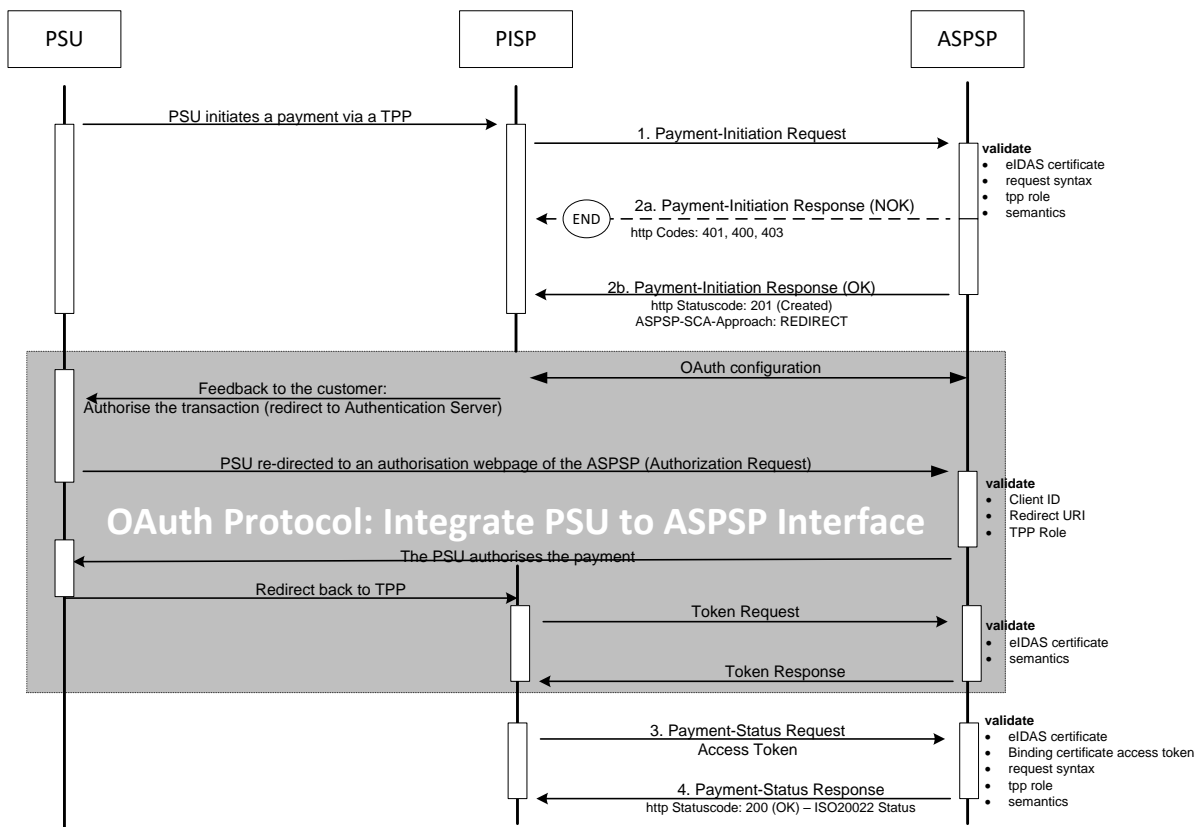 PSU
PISP
ASPSP
PSU initiates a payment via a TPP
1. Payment-Initiation Request
validate
• eIDAS certificate
• request syntax
• tpp role
• semantics
2a. Payment-Initiation Response (NOK)
END
http Codes: 401, 400, 403
2b. Payment-Initiation Response (OK)
http Statuscode: 201 (Created)
ASPSP-SCA-Approach: REDIRECT
OAuth configuration
Feedback to the customer:
Authorise the transaction (redirect to Authentication Server)
PSU re-directed to an authorisation webpage of the ASPSP (Authorization Request)
validate
• Client ID
• Redirect URI
• TPP Role
OAuth Protocol: Integrate PSU to ASPSP Interface
The PSU authorises the payment
Redirect back to TPP
Token Request
validate
• eIDAS certificate
• semantics
Token Response
3. Payment-Status Request
Access Token
validate
• eIDAS certificate
• Binding certificate access token
• request syntax
• tpp role
• semantics
4. Payment-Status Response
http Statuscode: 200 (OK) – ISO20022 Status